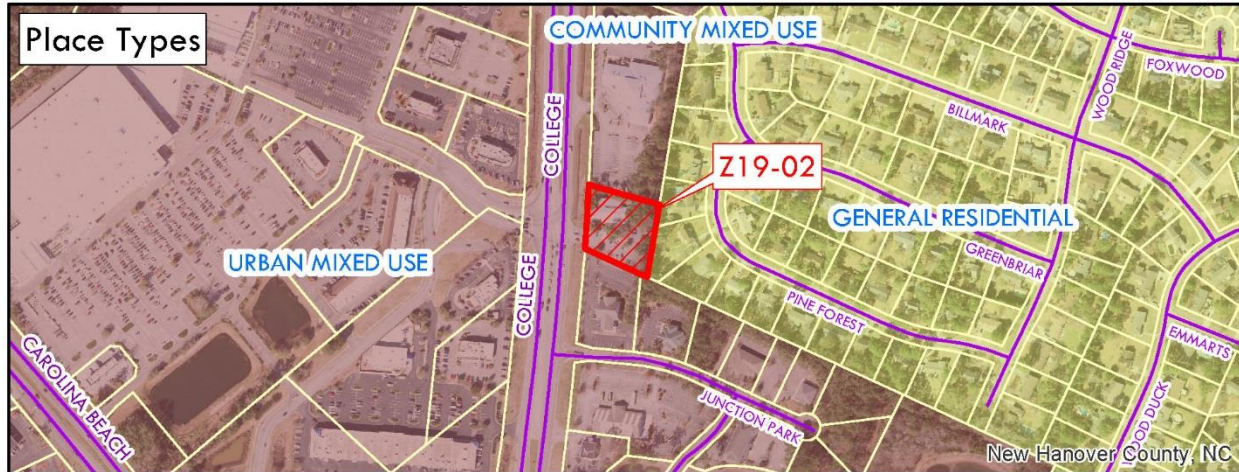 Place Types
COMMUNITY MIXED USE
WOOD RIDGE
FOXWOOD
BILLMARK
COLLEGE
Z19-02
GENERAL RESIDENTIAL
GREENBRIAR
URBAN MIXED USE
COLLEGE
PINE FOREST
EMMARTS
CAROLINA BEACH
JUNCTION PARK
OOD DUCK
New Hanover County, NC